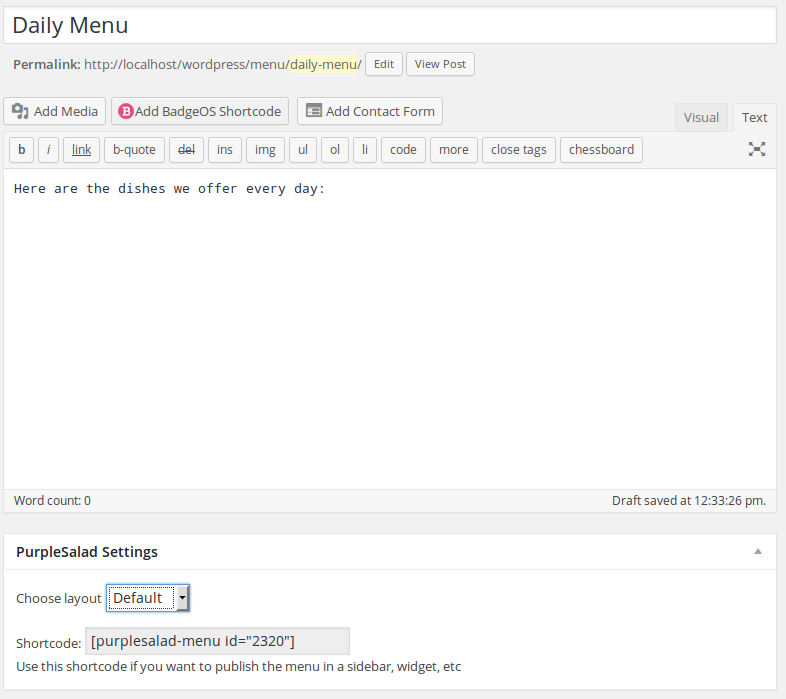 Daily Menu
Permalink: http://localhost/wordpress/menu/daily-menu/ Edit View Post
Add Media BAdd BadgeOS Shortcode Add Contact Form Visual Text
b i link b-quote del ins img ul ol li code more close tags chessboard
Here are the dishes we offer every day:
Word count: 0 Draft saved at 12:33:26 pm.
PurpleSalad Settings
Choose layout Default
Shortcode: [purplesalad-menu id="2320"]
Use this shortcode if you want to publish the menu in a sidebar, widget, etc